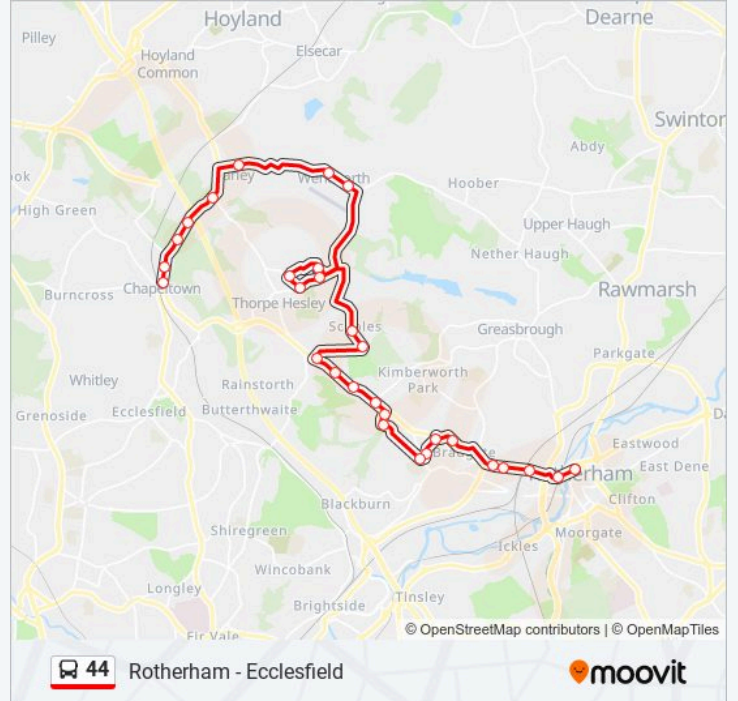 Hoyland
Dearne
Pilley
Elsecar
Hoyland
Common
Swinton
Abdy
Hoober
High Green
Upper Haugh
Nether Haugh
Rawmarsh
Chapeltown
Burncross
Thorpe Hesley
Greasbrough
Parkgate
Kimberworth
Park
Whitley
Rainstorth
Grenoside
Ecclesfield
Butterthwaite
Eastwood
East Dene
Clifton
Blackburn
Moorgate
Shiregreen
Ickles
Wincobank
Longley
Brightside
Tinsley
Fir Vale
© OpenStreetMap contributors | © OpenMapTiles
44 Rotherham - Ecclesfield
moovit